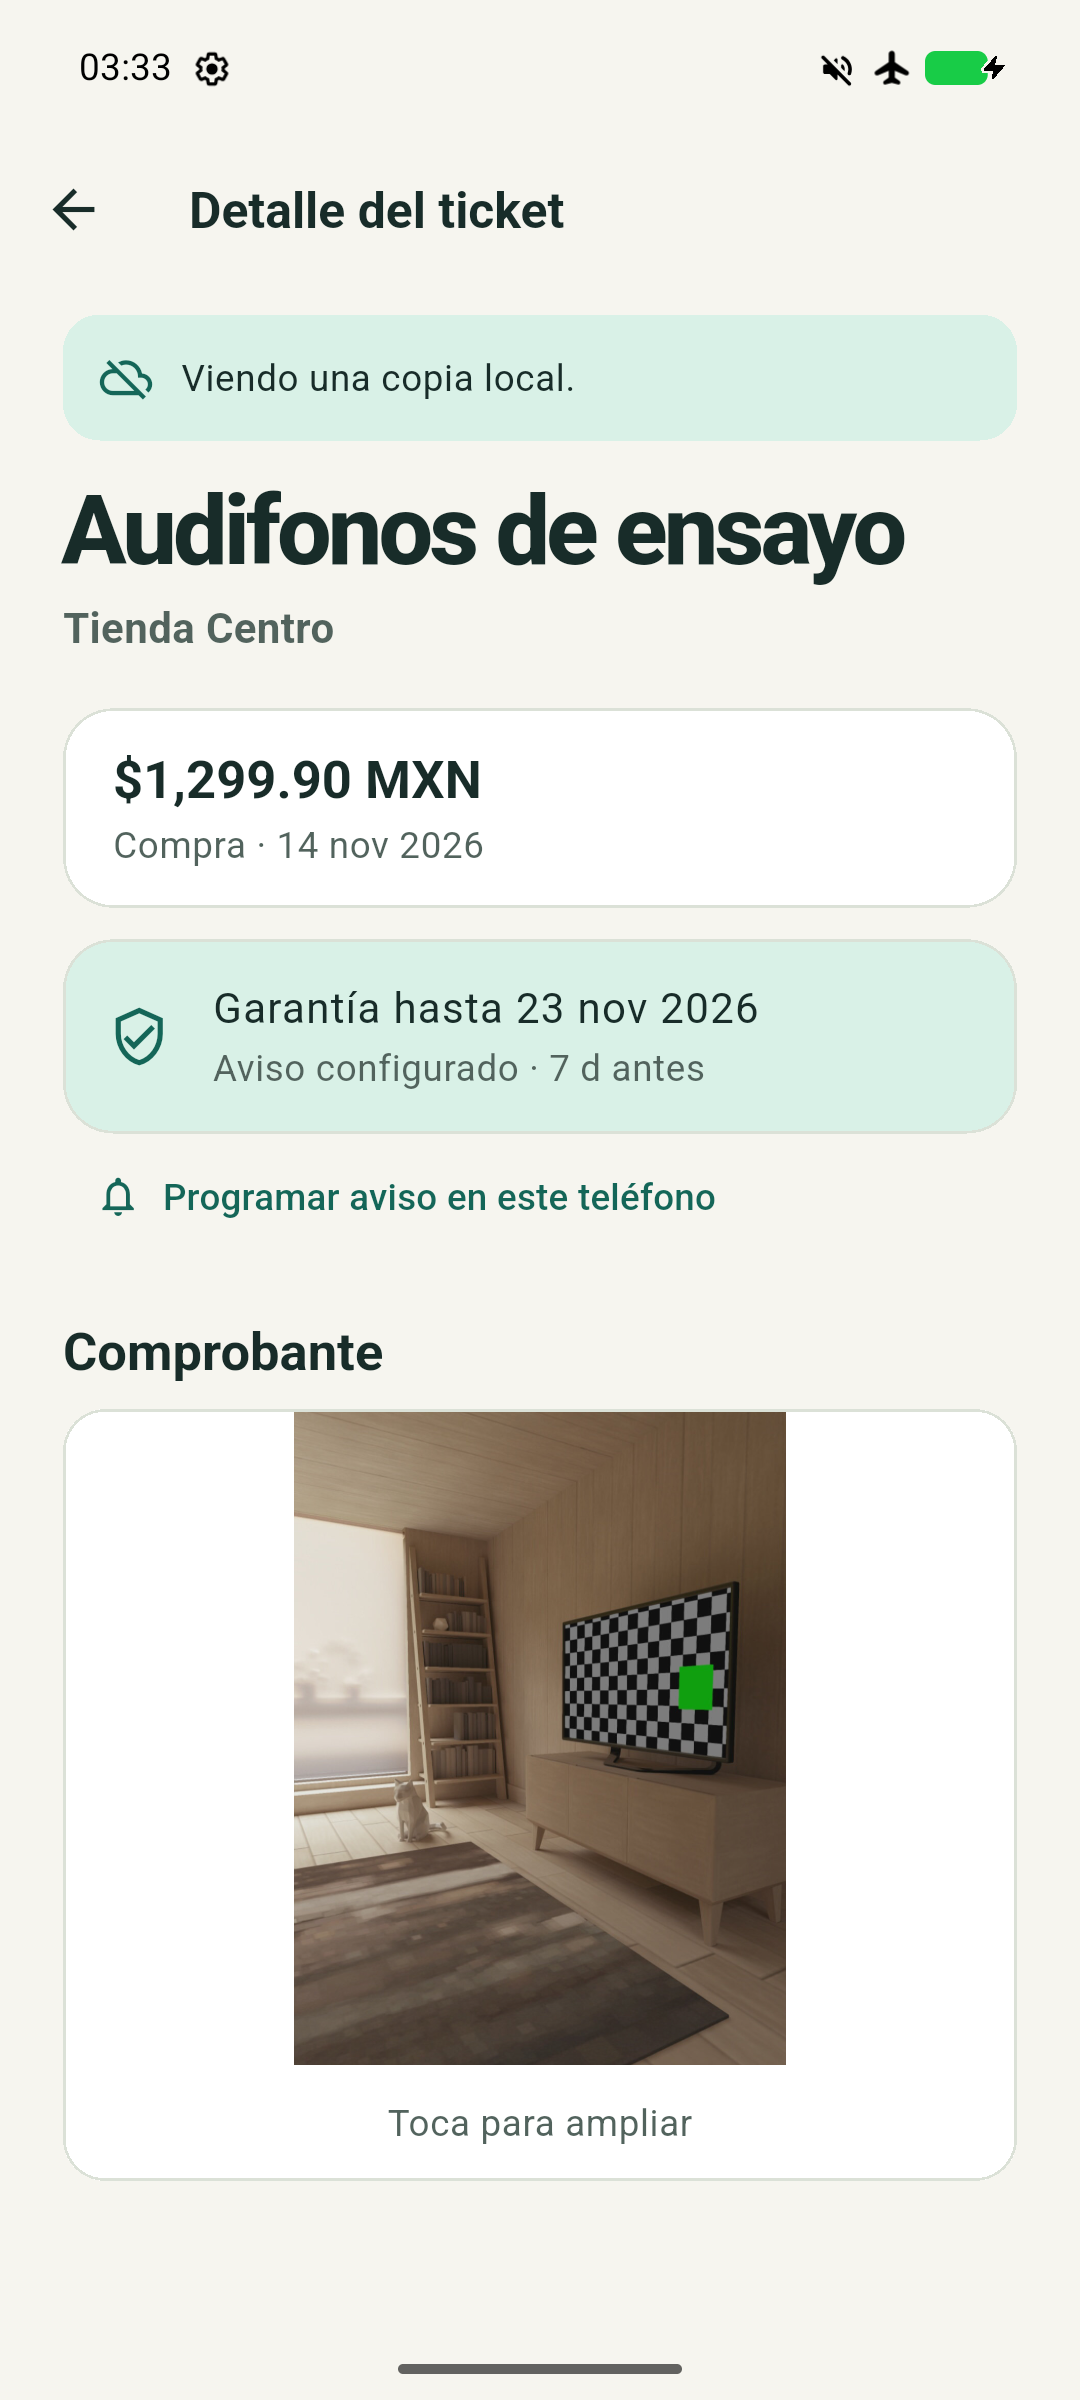 03:33
Detalle del ticket
Viendo una copia local.
Audifonos de ensayo
Tienda Centro
$1,299.90 MXN
Compra · 14 nov 2026
Garantía hasta 23 nov 2026
Aviso configurado · 7 d antes
Programar aviso en este teléfono
Comprobante
Toca para ampliar